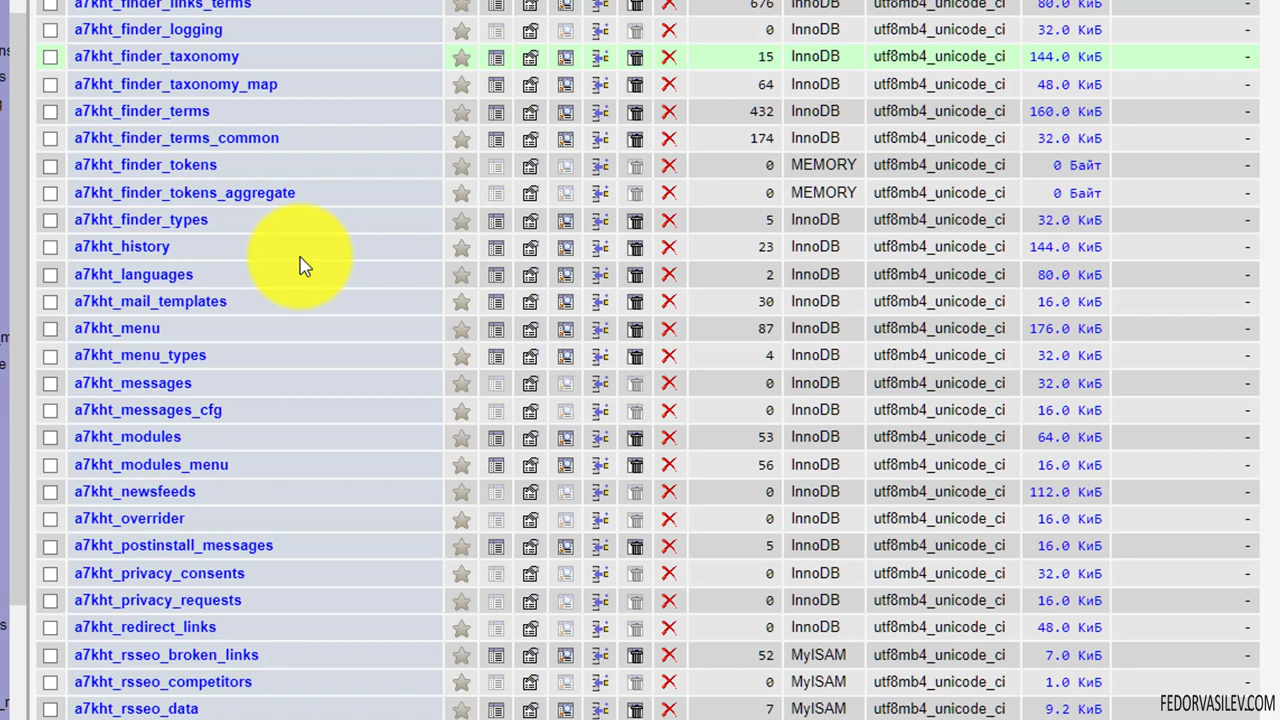 a7kht_finder_links_terms 676 InnoDB utf8mb4_unicode_ci 80.0 КиБ -
a7kht_finder_logging 0 InnoDB utf8mb4_unicode_ci 32.0 КиБ -
a7kht_finder_taxonomy 15 InnoDB utf8mb4_unicode_ci 144.0 КиБ -
a7kht_finder_taxonomy_map 64 InnoDB utf8mb4_unicode_ci 48.0 КиБ -
a7kht_finder_terms 432 InnoDB utf8mb4_unicode_ci 160.0 КиБ -
a7kht_finder_terms_common 174 InnoDB utf8mb4_unicode_ci 32.0 КиБ -
a7kht_finder_tokens 0 MEMORY utf8mb4_unicode_ci 0 Байт -
a7kht_finder_tokens_aggregate 0 MEMORY utf8mb4_unicode_ci 0 Байт -
a7kht_finder_types 5 InnoDB utf8mb4_unicode_ci 32.0 КиБ -
a7kht_history 23 InnoDB utf8mb4_unicode_ci 144.0 КиБ -
a7kht_languages 2 InnoDB utf8mb4_unicode_ci 80.0 КиБ -
a7kht_mail_templates 30 InnoDB utf8mb4_unicode_ci 16.0 КиБ -
a7kht_menu 87 InnoDB utf8mb4_unicode_ci 176.0 КиБ -
a7kht_menu_types 4 InnoDB utf8mb4_unicode_ci 32.0 КиБ -
a7kht_messages 0 InnoDB utf8mb4_unicode_ci 32.0 КиБ -
a7kht_messages_cfg 0 InnoDB utf8mb4_unicode_ci 16.0 КиБ -
a7kht_modules 53 InnoDB utf8mb4_unicode_ci 64.0 КиБ -
a7kht_modules_menu 56 InnoDB utf8mb4_unicode_ci 16.0 КиБ -
a7kht_newsfeeds 0 InnoDB utf8mb4_unicode_ci 112.0 КиБ -
a7kht_overrider 0 InnoDB utf8mb4_unicode_ci 16.0 КиБ -
a7kht_postinstall_messages 5 InnoDB utf8mb4_unicode_ci 16.0 КиБ -
a7kht_privacy_consents 0 InnoDB utf8mb4_unicode_ci 32.0 КиБ -
a7kht_privacy_requests 0 InnoDB utf8mb4_unicode_ci 16.0 КиБ -
a7kht_redirect_links 0 InnoDB utf8mb4_unicode_ci 48.0 КиБ -
a7kht_rsseo_broken_links 52 MyISAM utf8mb4_unicode_ci 7.0 КиБ -
a7kht_rsseo_competitors 0 MyISAM utf8mb4_unicode_ci 1.0 КиБ -
a7kht_rsseo_data 7 MyISAM utf8mb4_unicode_ci 9.2 КиБ -
FEDORVASILEV.COM